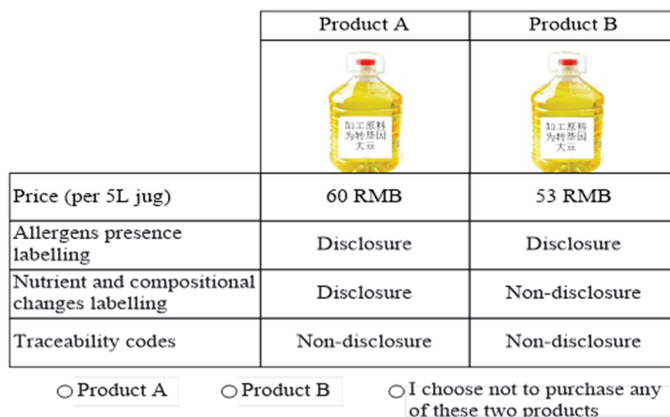 Product A Product B
加工原料
为转基因
大豆
加工原料
为转基因
大豆
Price (per 5L jug) 60 RMB 53 RMB
Allergens presence
labelling Disclosure Disclosure
Nutrient and compositional
changes labelling Disclosure Non-disclosure
Traceability codes Non-disclosure Non-disclosure
Product A Product B I choose not to purchase any
of these two products